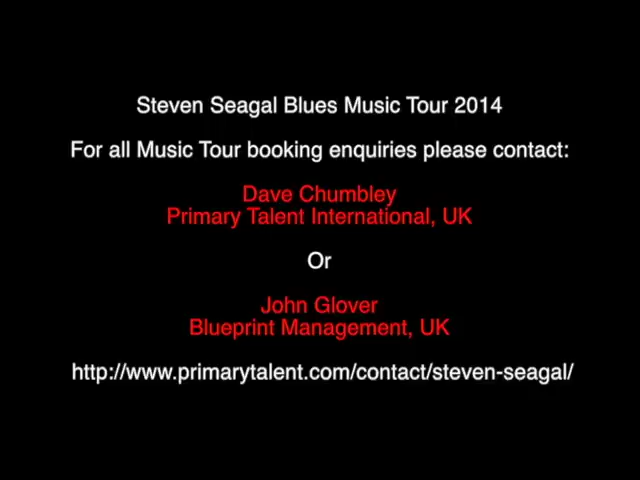 Steven Seagal Blues Music Tour 2014
For all Music Tour booking enquiries please contact:
Dave Chumbley
Primary Talent International, UK
Or
John Glover
Blueprint Management, UK
http://www.primarytalent.com/contact/steven-seagal/